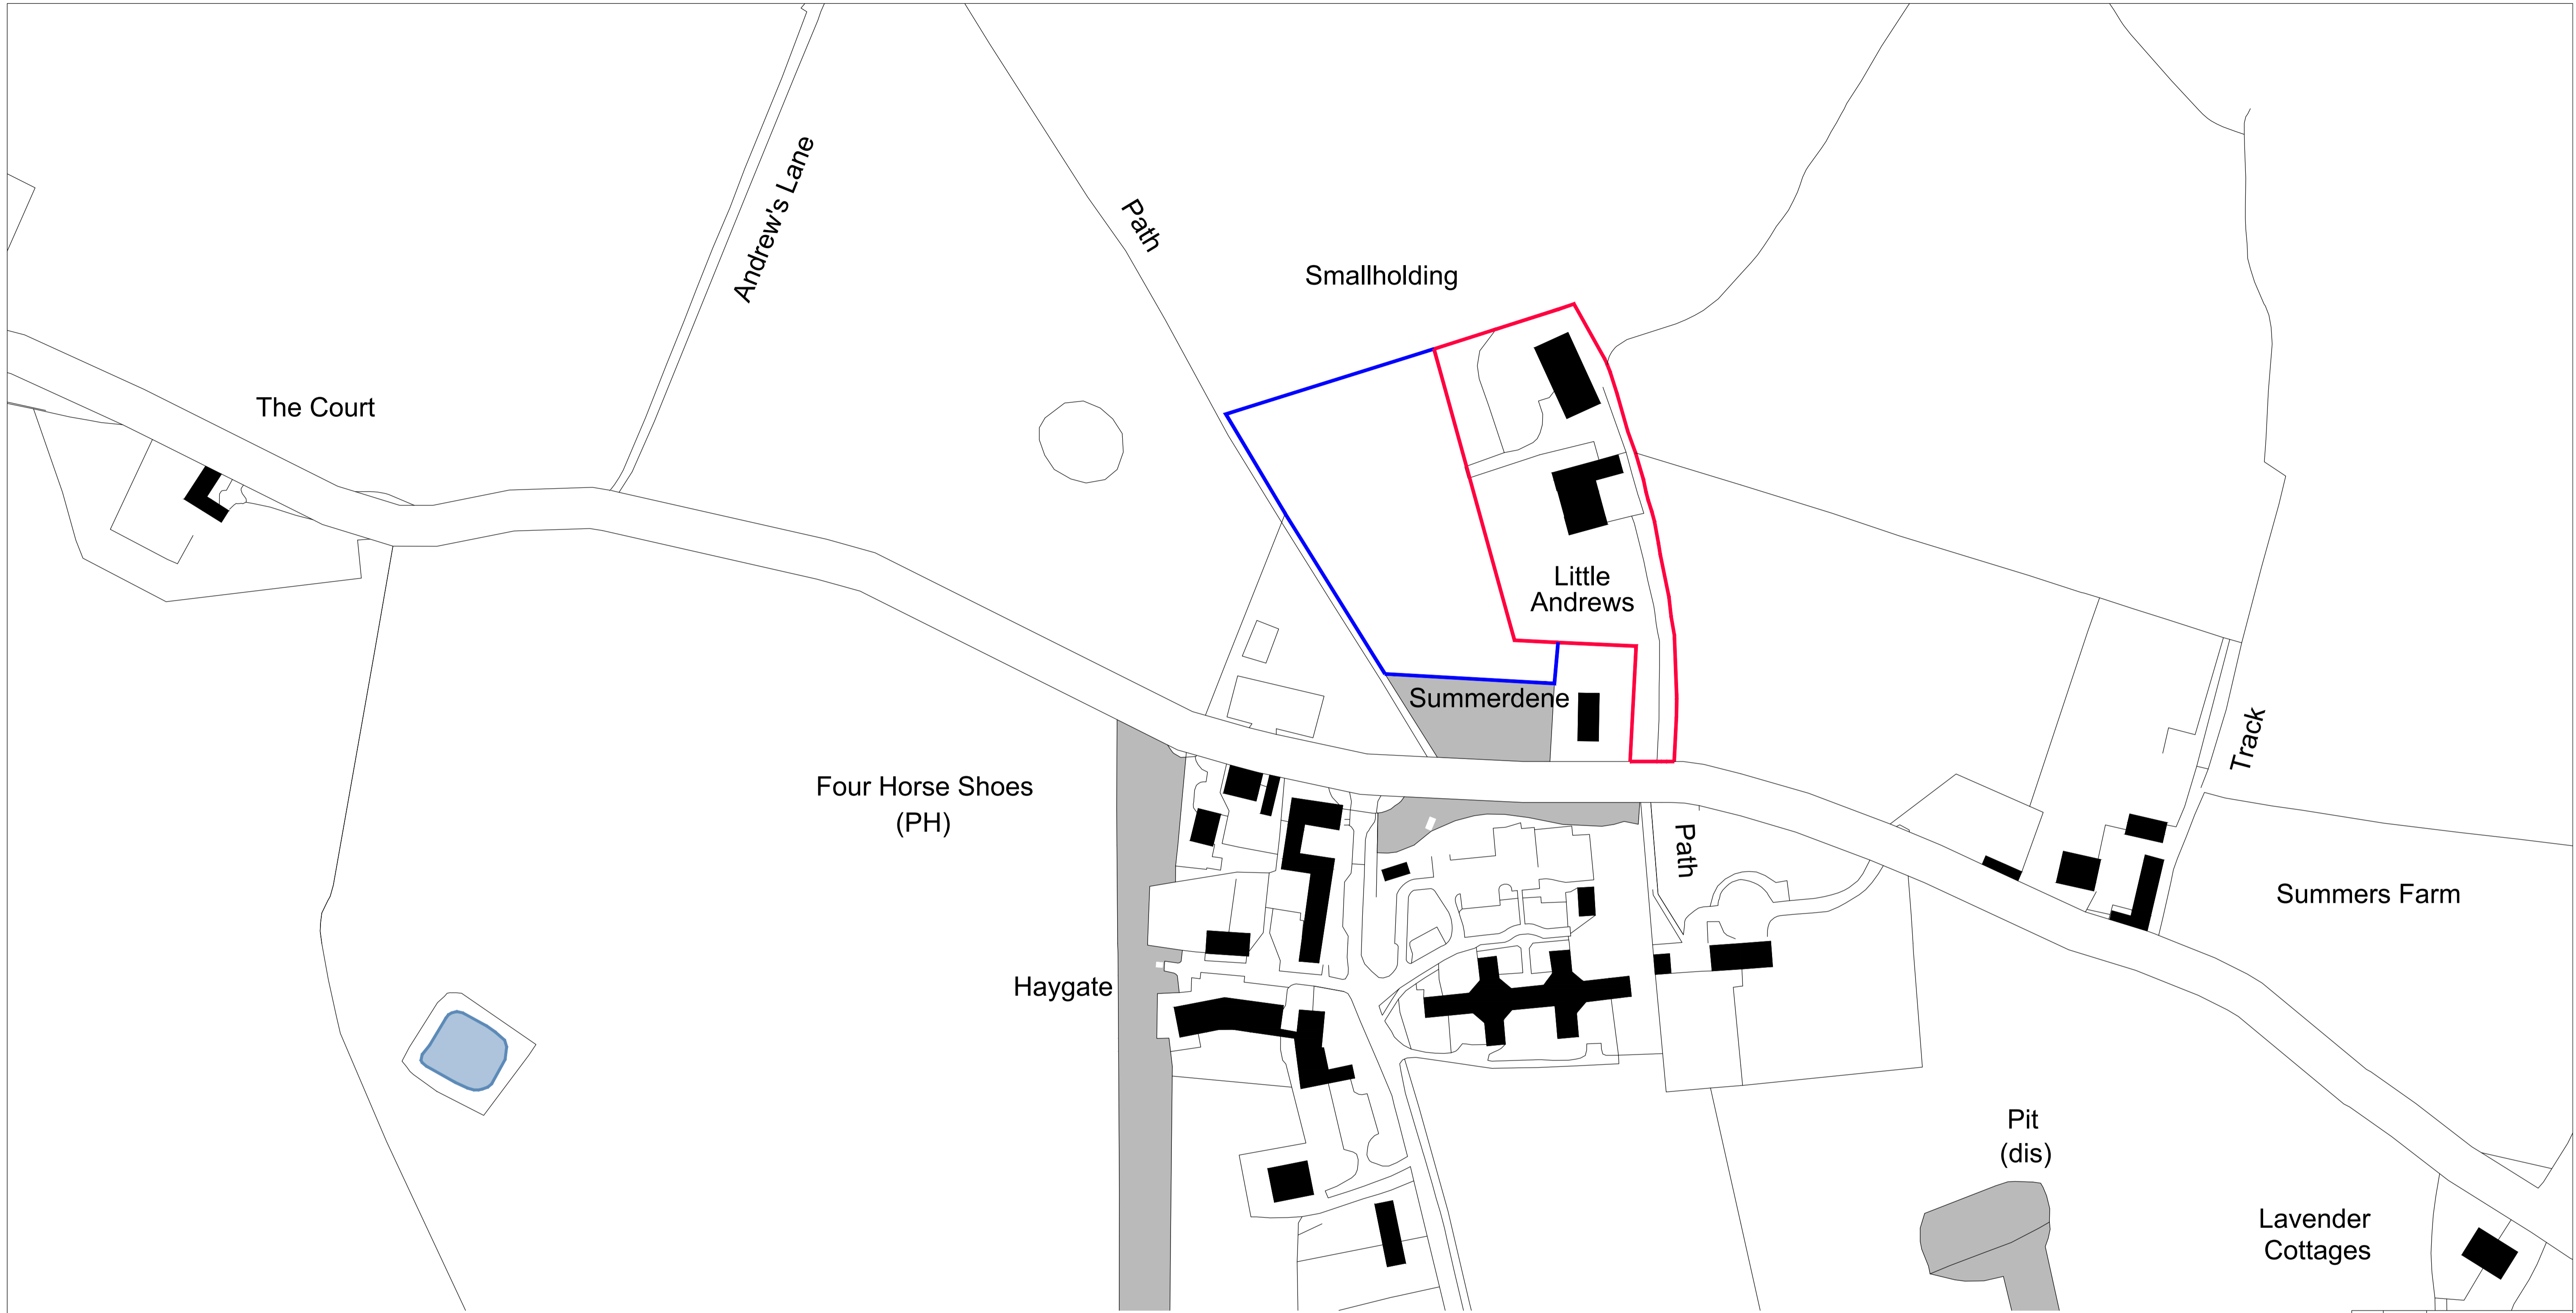 Andrew's Lane
Path
Smallholding
The Court
Little
Andrews
Summerdene
Track
Four Horse Shoes
(PH)
Path
Summers Farm
Haygate
Pit
(dis)
Lavender
Cottages